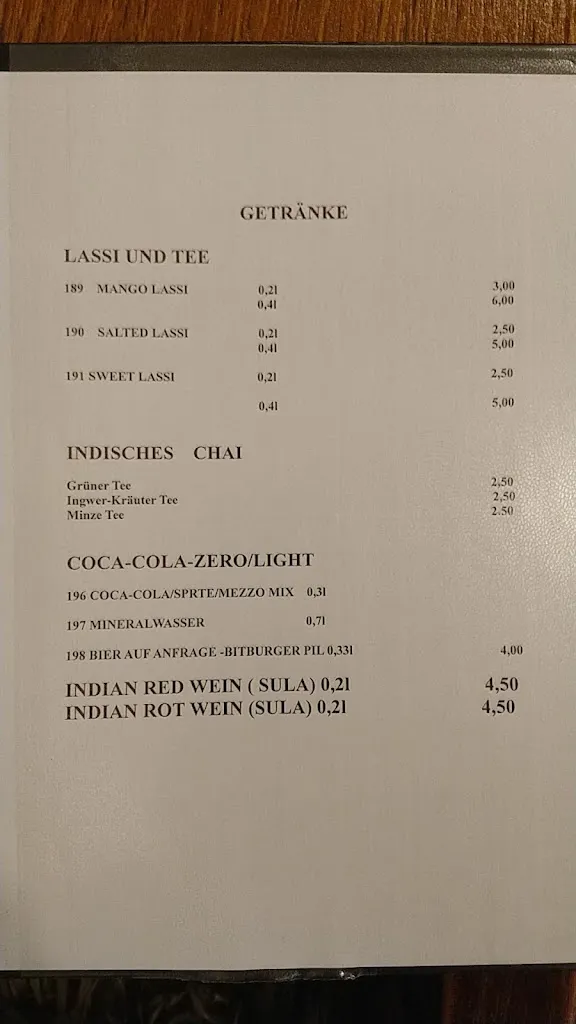 GETRÄNKE
LASSI UND TEE
189 MANGO LASSI 0,2l 3,00
0,4l 6,00
190 SALTED LASSI 0,2l 2,50
0,4l 5,00
191 SWEET LASSI 0,2l 2,50
0,4l 5,00
INDISCHES CHAI
Grüner Tee 2,50
Ingwer-Kräuter Tee 2,50
Minze Tee 2.50
COCA-COLA-ZERO/LIGHT
196 COCA-COLA/SPRTE/MEZZO MIX 0,3l
197 MINERALWASSER 0,7l
198 BIER AUF ANFRAGE -BITBURGER PIL 0,33l 4,00
INDIAN RED WEIN ( SULA) 0,2l 4,50
INDIAN ROT WEIN (SULA) 0,2l 4,50